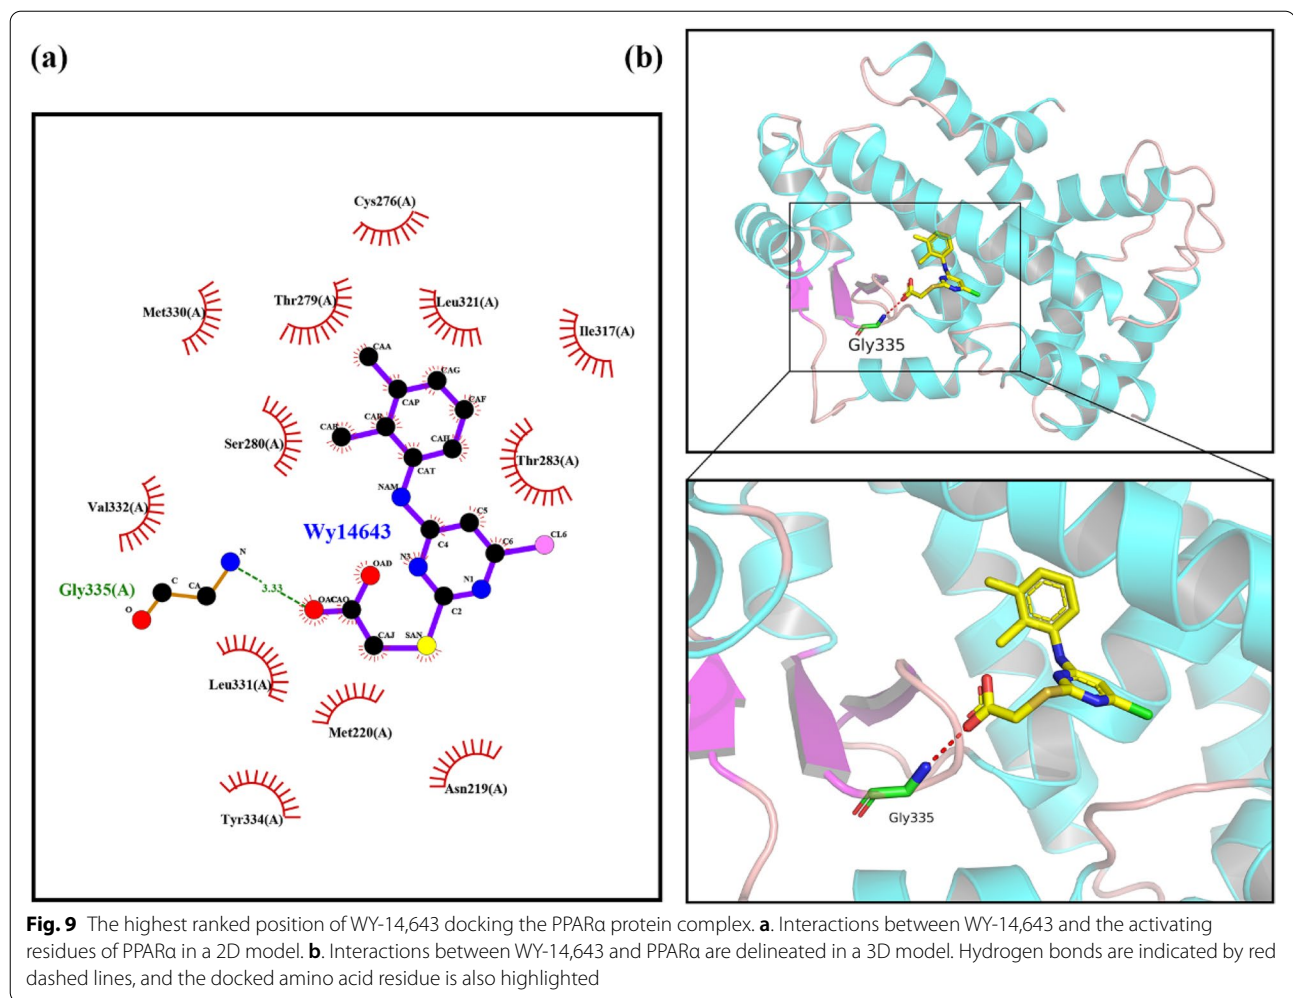 (a)
(b)
Cys276(A)
Met330(A)
Thr279(A)
Leu321(A)
Ile317(A)
CAA
CAG
CAP
CAF
CAH
CAT
Ser280(A)
Thr283(A)
NAM
Val332(A)
Wy14643
C5
C4
C6
CL6
N3
N1
C2
OAD
N
CA
C
Gly335(A)
O
3.33
OAC
CAO
CAJ
SAN
Leu331(A)
Met220(A)
Asn219(A)
Tyr334(A)
Gly335
Gly335
Fig. 9 The highest ranked position of WY-14,643 docking the PPARα protein complex. a. Interactions between WY-14,643 and the activating
residues of PPARα in a 2D model. b. Interactions between WY-14,643 and PPARα are delineated in a 3D model. Hydrogen bonds are indicated by red
dashed lines, and the docked amino acid residue is also highlighted